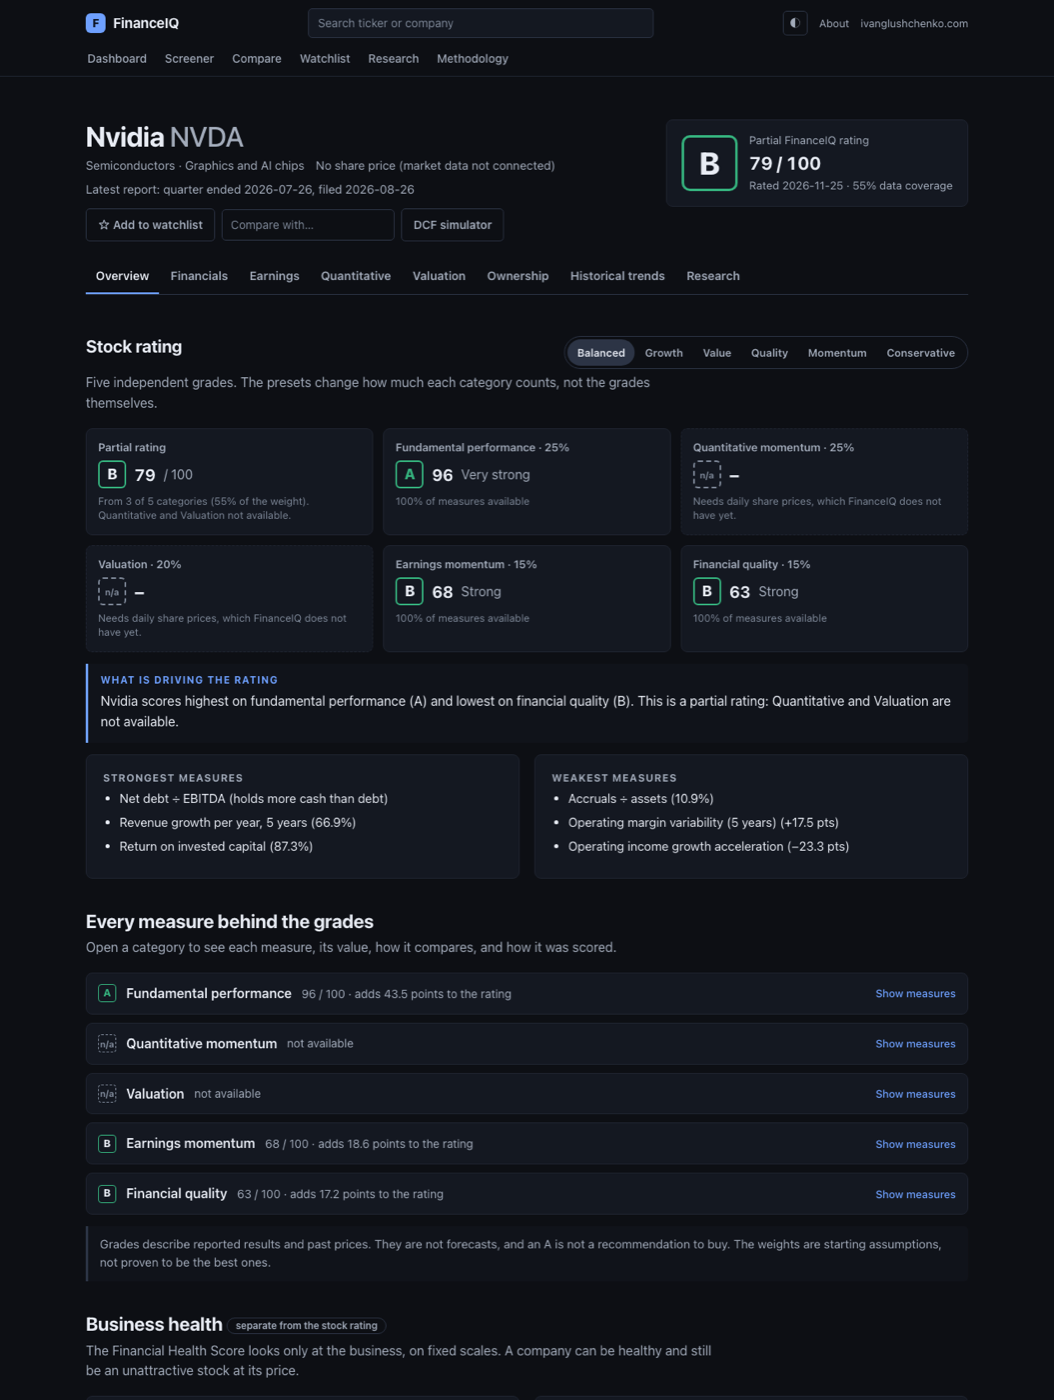 F FinanceIQ
Search ticker or company
About ivanglushchenko.com
Dashboard Screener Compare Watchlist Research Methodology
Nvidia NVDA
Semiconductors · Graphics and AI chips No share price (market data not connected)
Latest report: quarter ended 2026-07-26, filed 2026-08-26
☆ Add to watchlist
Compare with...
DCF simulator
B
Partial FinanceIQ rating
79 / 100
Rated 2026-11-25 · 55% data coverage
Overview Financials Earnings Quantitative Valuation Ownership Historical trends Research
Stock rating
Balanced Growth Value Quality Momentum Conservative
Five independent grades. The presets change how much each category counts, not the grades
themselves.
Partial rating
B 79 / 100
From 3 of 5 categories (55% of the weight).
Quantitative and Valuation not available.
Fundamental performance · 25%
A 96 Very strong
100% of measures available
Quantitative momentum · 25%
n/a –
Needs daily share prices, which FinanceIQ does not
have yet.
Valuation · 20%
n/a –
Needs daily share prices, which FinanceIQ does not
have yet.
Earnings momentum · 15%
B 68 Strong
100% of measures available
Financial quality · 15%
B 63 Strong
100% of measures available
WHAT IS DRIVING THE RATING
Nvidia scores highest on fundamental performance (A) and lowest on financial quality (B). This is a partial rating: Quantitative and Valuation are
not available.
STRONGEST MEASURES
• Net debt ÷ EBITDA (holds more cash than debt)
• Revenue growth per year, 5 years (66.9%)
• Return on invested capital (87.3%)
WEAKEST MEASURES
• Accruals ÷ assets (10.9%)
• Operating margin variability (5 years) (+17.5 pts)
• Operating income growth acceleration (−23.3 pts)
Every measure behind the grades
Open a category to see each measure, its value, how it compares, and how it was scored.
A Fundamental performance 96 / 100 · adds 43.5 points to the rating Show measures
n/a Quantitative momentum not available Show measures
n/a Valuation not available Show measures
B Earnings momentum 68 / 100 · adds 18.6 points to the rating Show measures
B Financial quality 63 / 100 · adds 17.2 points to the rating Show measures
Grades describe reported results and past prices. They are not forecasts, and an A is not a recommendation to buy. The weights are starting assumptions,
not proven to be the best ones.
Business health separate from the stock rating
The Financial Health Score looks only at the business, on fixed scales. A company can be healthy and still
be an unattractive stock at its price.